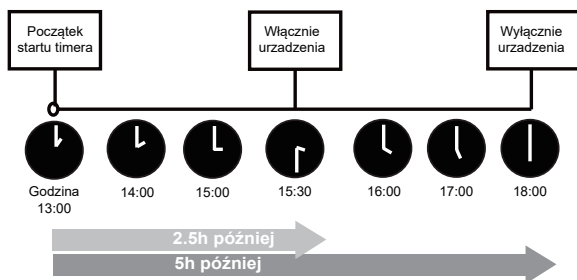 Początek
startu timera
Włącznie
urzadzenia
Wyłącznie
urzadzenia
Godzina
13:00
14:00
15:00
15:30
16:00
17:00
18:00
2.5h później
5h później